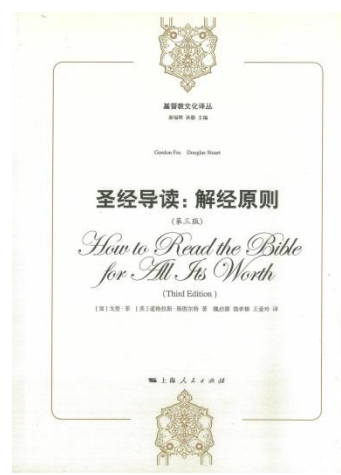 基督教文化译丛
游冠辉 孙毅 主编
Gordon Fee Douglas Stuart
圣经导读：解经原则
(第三版)
How to Read the Bible
for All Its Worth
(Third Edition)
[加]戈登·菲 [美]道格拉斯·斯图尔特 著 魏启源 饶孝榛 王爱玲 译
上海人民出版社